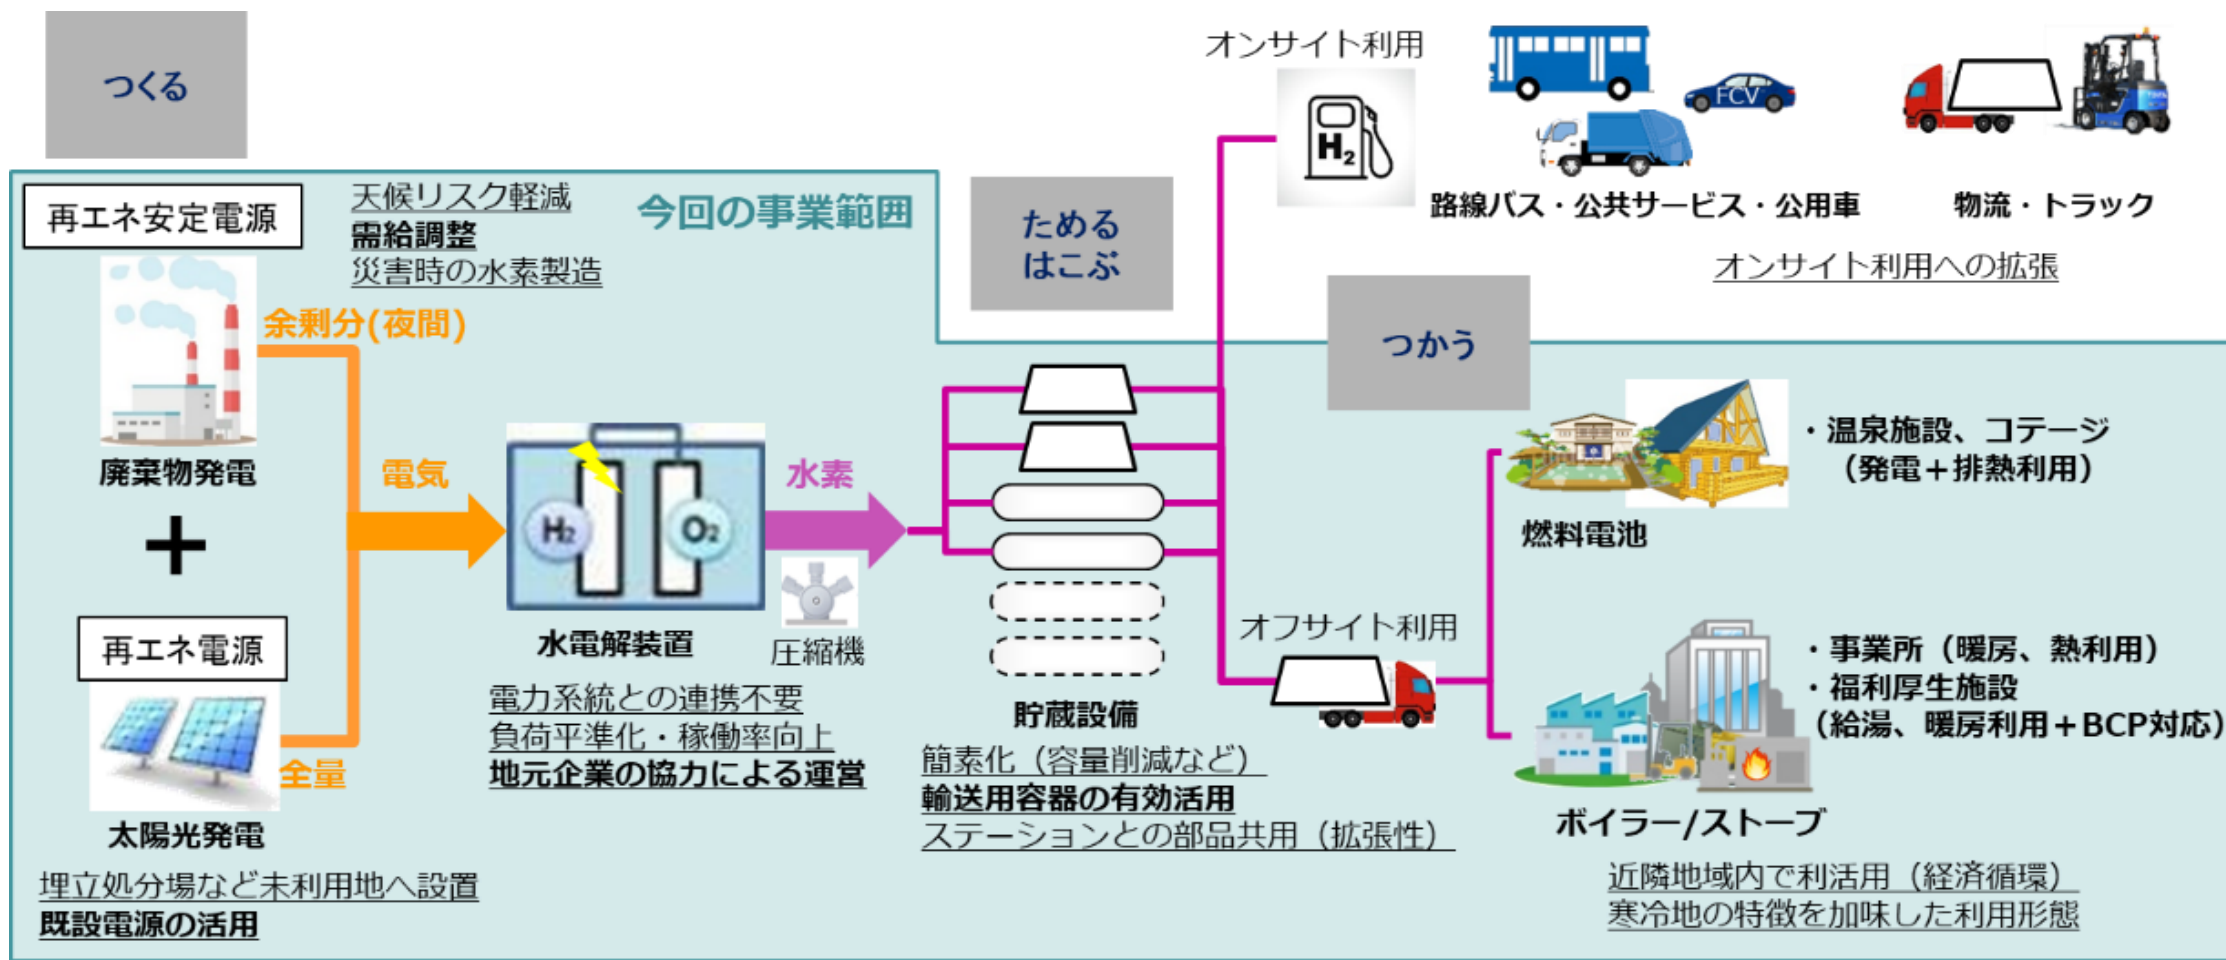 つくる
再エネ安定電源
天候リスク軽減
需給調整
災害時の水素製造
今回の事業範囲
余剰分(夜間)
廃棄物発電
+
再エネ電源
全量
太陽光発電
埋立処分場など未利用地へ設置
既設電源の活用
電気
H2
O2
水電解装置
電力系統との連携不要
負荷平準化・稼働率向上
地元企業の協力による運営
水素
圧縮機
ためる
はこぶ
貯蔵設備
簡素化（容量削減など）
輸送用容器の有効活用
ステーションとの部品共用（拡張性）
オンサイト利用
H2
FCV
路線バス・公共サービス・公用車
物流・トラック
オンサイト利用への拡張
つかう
オフサイト利用
・温泉施設、コテージ
（発電＋排熱利用）
燃料電池
・事業所（暖房、熱利用）
・福利厚生施設
（給湯、暖房利用＋BCP対応）
ボイラー/ストーブ
近隣地域内で利活用（経済循環）
寒冷地の特徴を加味した利用形態